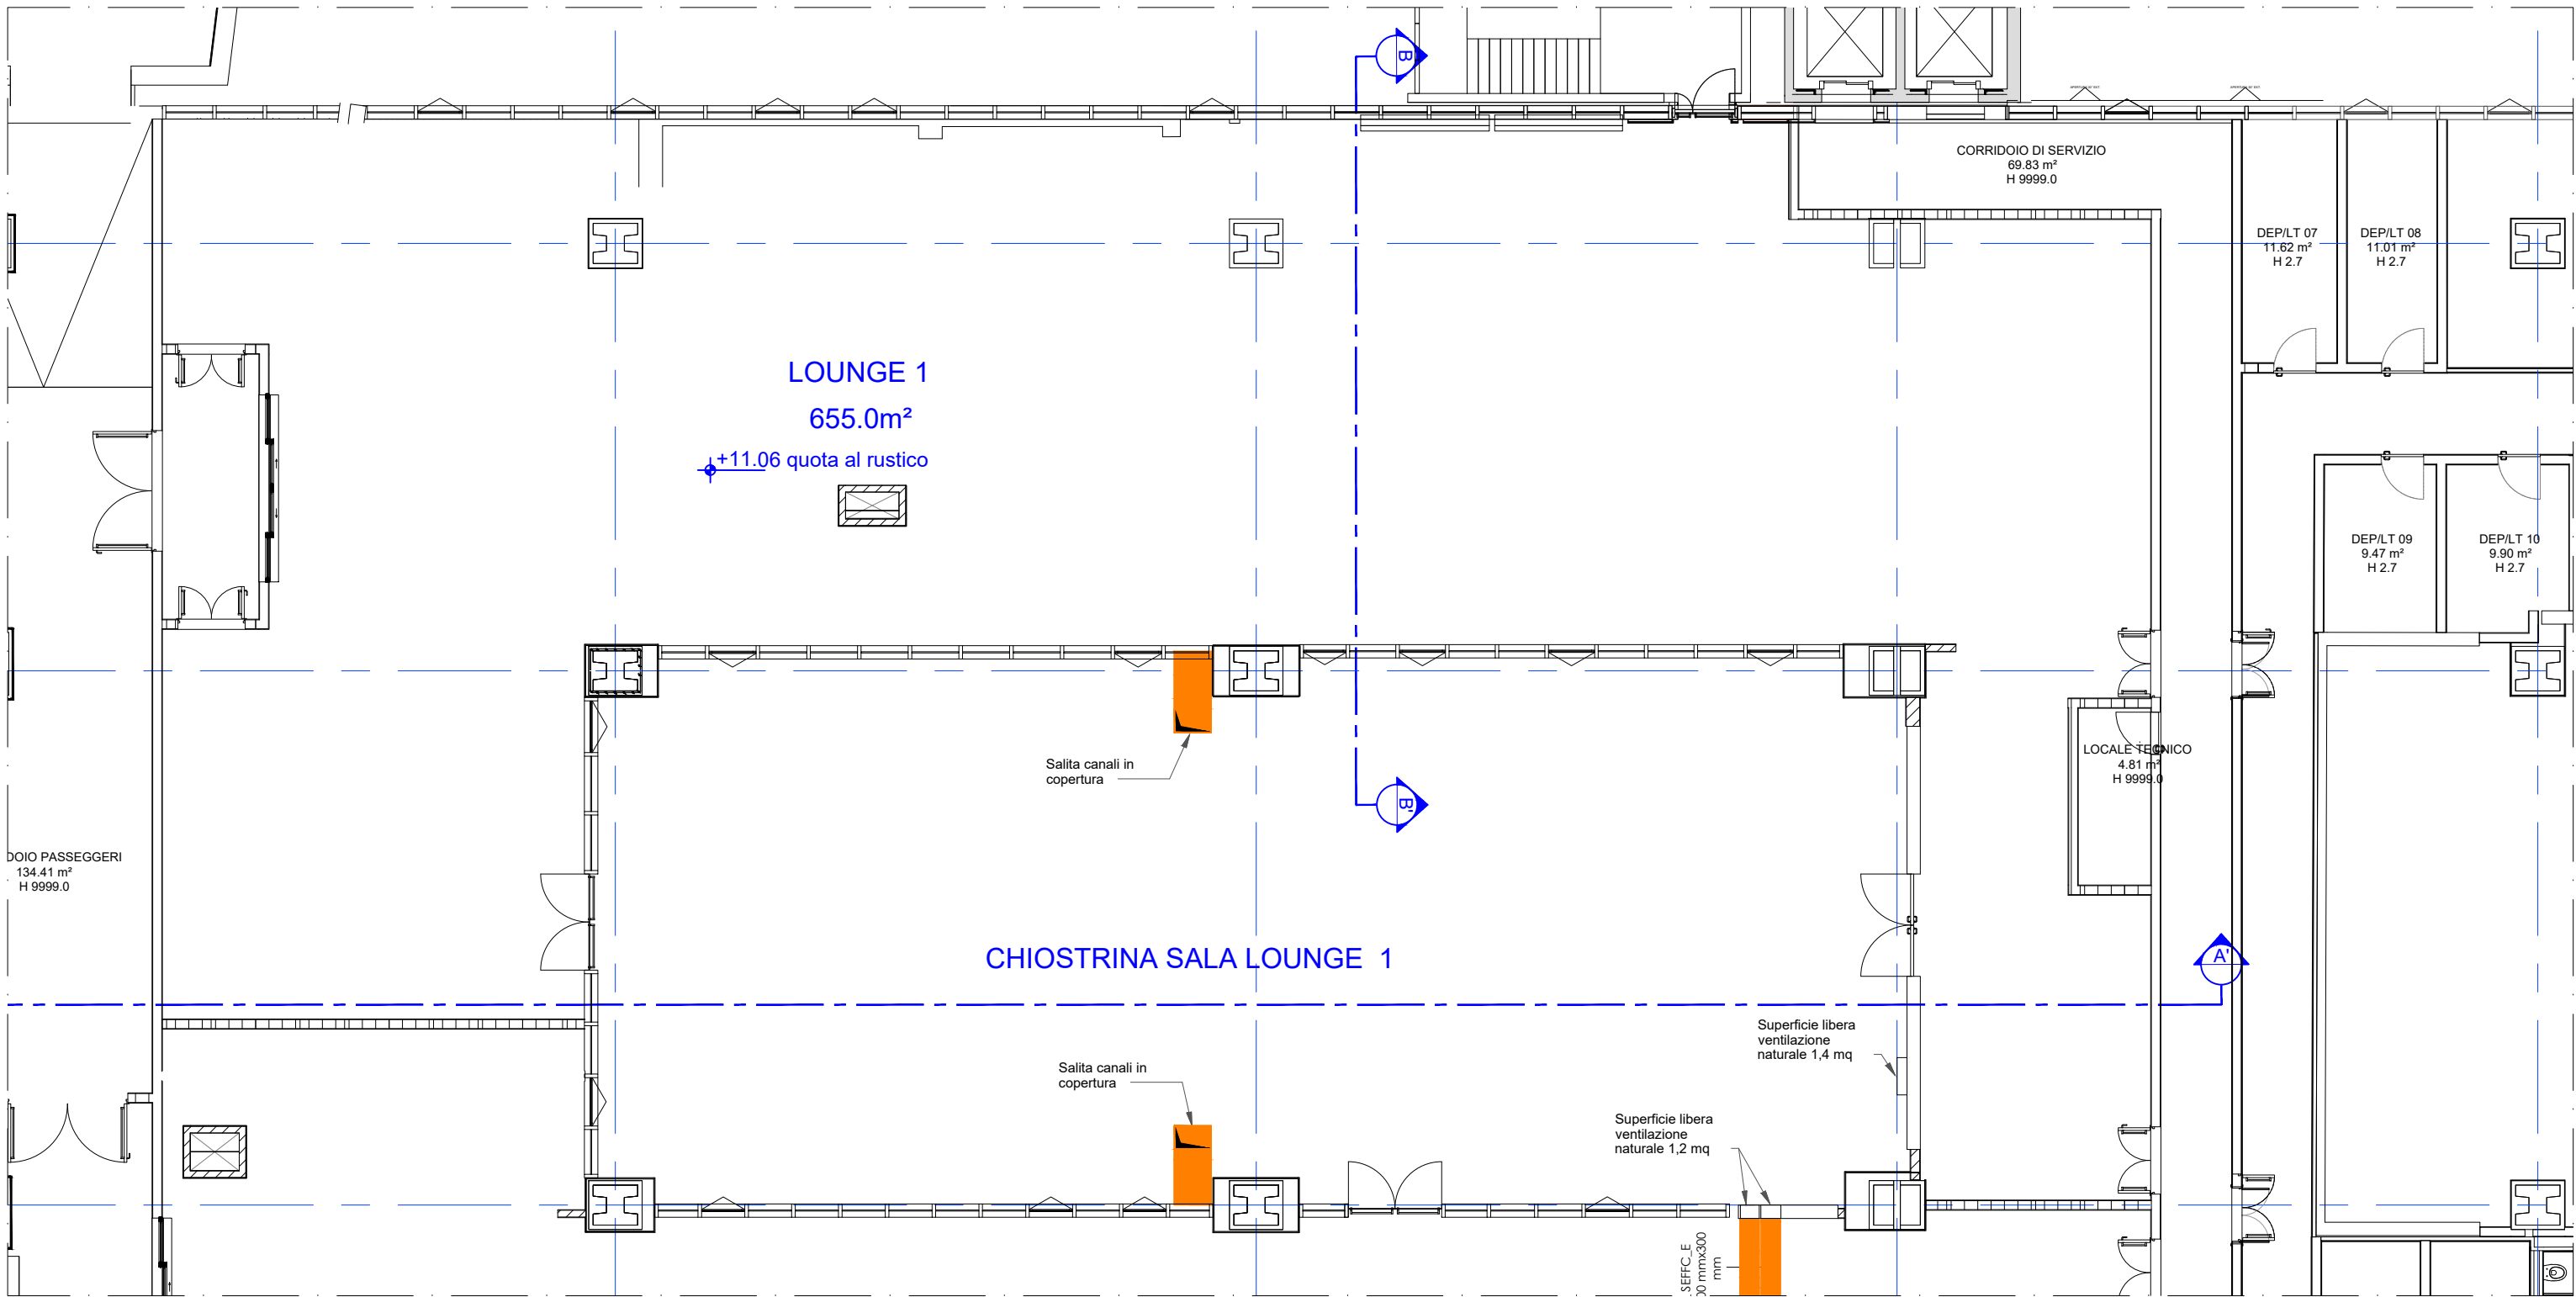 B
CORRIDOIO DI SERVIZIO
69.83 m²
H 9999.0
DEP/LT 07
11.62 m²
H 2.7
DEP/LT 08
11.01 m²
H 2.7
LOUNGE 1
655.0m²
+11.06 quota al rustico
DEP/LT 09
9.47 m²
H 2.7
DEP/LT 10
9.90 m²
H 2.7
Salita canali in
copertura
B'
LOCALE TECNICO
4.81 m²
H 9999.0
DOIO PASSEGGERI
134.41 m²
H 9999.0
CHIOSTRINA SALA LOUNGE 1
A'
Superficie libera
ventilazione
naturale 1,4 mq
Salita canali in
copertura
Superficie libera
ventilazione
naturale 1,2 mq
SEFFC_E
00 mmx300
mm